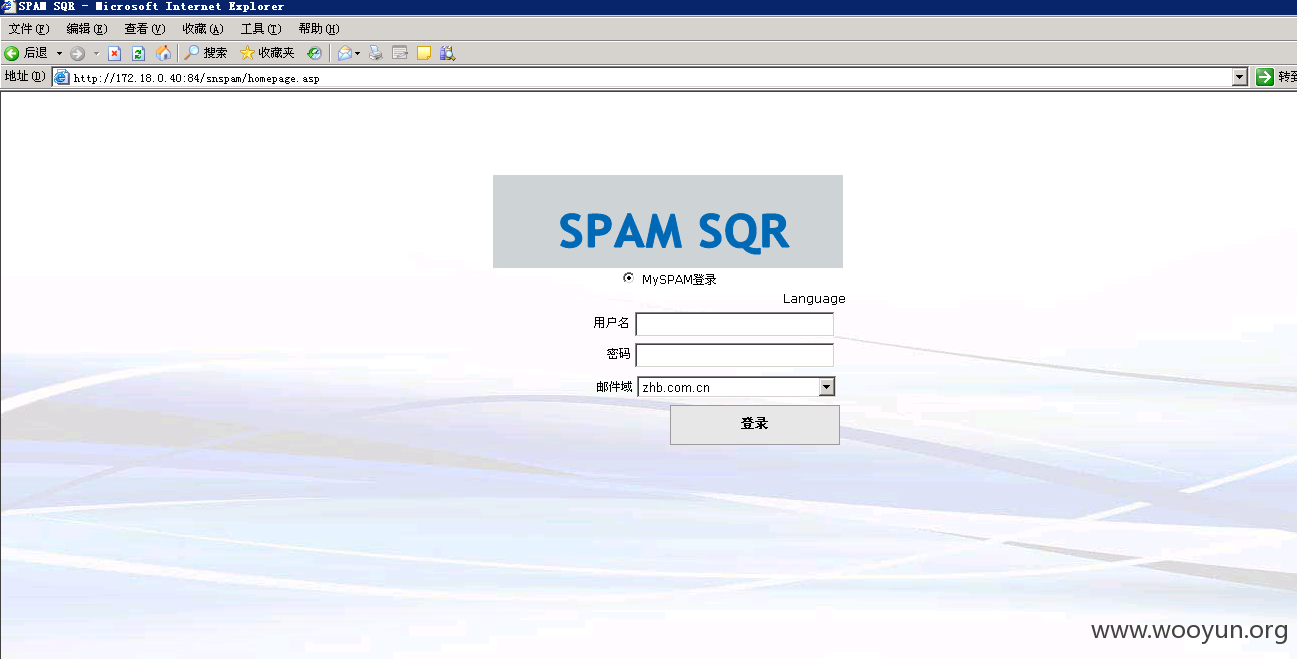 SPAM SQR - Microsoft Internet Explorer
文件(F) 编辑(E) 查看(V) 收藏(A) 工具(T) 帮助(H)
后退 搜索 收藏夹
地址(D) http://172.18.0.40:84/snspam/homepage.asp 转到
SPAM SQR
MySPAM登录
Language
用户名
密码
邮件域 zhb.com.cn
登录
www.wooyun.org